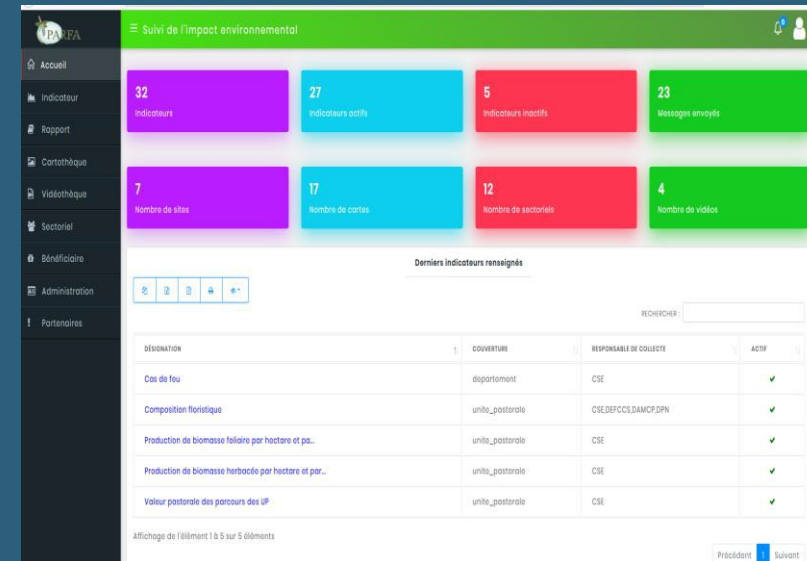 PARFA
Suivi de l'impact environnemental
0
Accueil
Indicateur
Rapport
Cartothèque
Vidéothèque
Sectoriel
Bénéficiaire
Administration
Partenaires
32
Indicateurs
27
Indicateurs actifs
5
Indicateurs inactifs
23
Messages envoyés
7
Nombre de sites
17
Nombre de cartes
12
Nombre de sectoriels
4
Nombre de vidéos
Derniers indicateurs renseignés
RECHERCHER :
DÉSIGNATION COUVERTURE RESPONSABLE DE COLLECTE ACTIF
Cas de feu departement CSE
Composition floristique unite_pastorale CSE,DEFCCS,DAMCP,DPN
Production de biomasse foliaire par hectare et pa... unite_pastorale CSE
Production de biomasse herbacée par hectare et par... unite_pastorale CSE
Valeur pastorale des parcours des UP unite_pastorale CSE
Affichage de l'élément 1 à 5 sur 5 éléments
Précédent 1 Suivant